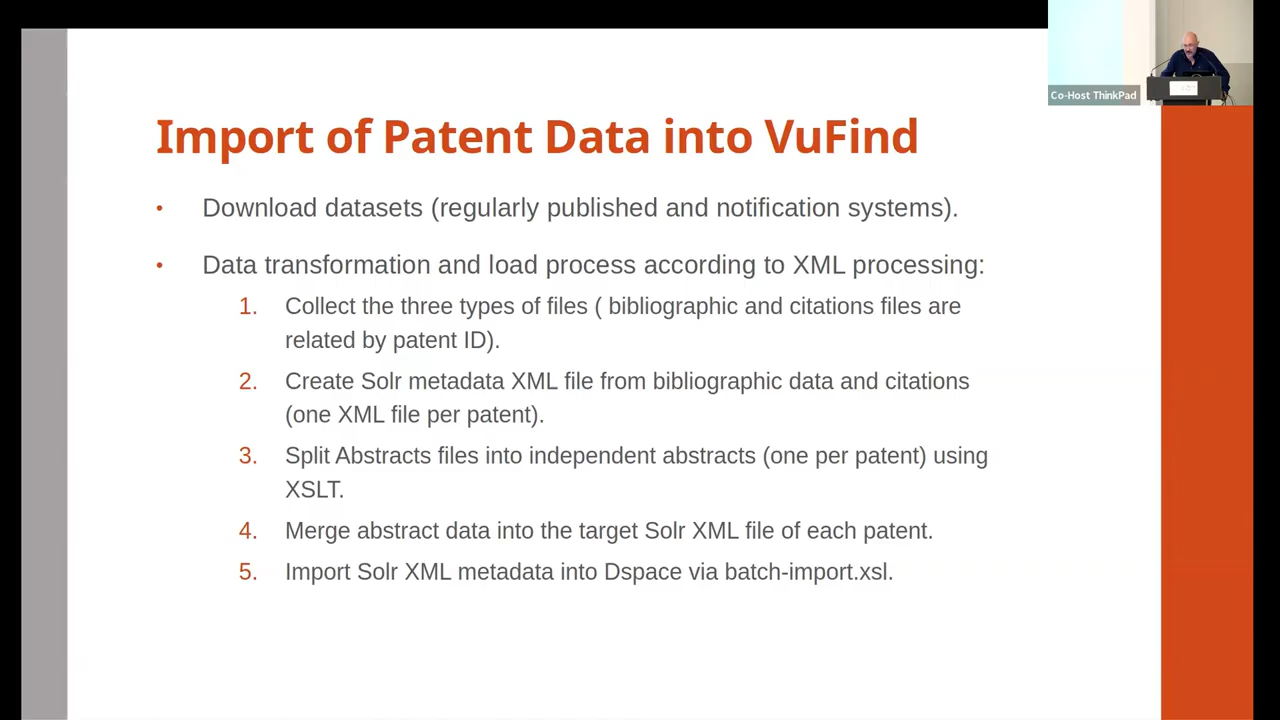 Co-Host ThinkPad
Import of Patent Data into VuFind
• Download datasets (regularly published and notification systems).
• Data transformation and load process according to XML processing:
1. Collect the three types of files ( bibliographic and citations files are
related by patent ID).
2. Create Solr metadata XML file from bibliographic data and citations
(one XML file per patent).
3. Split Abstracts files into independent abstracts (one per patent) using
XSLT.
4. Merge abstract data into the target Solr XML file of each patent.
5. Import Solr XML metadata into Dspace via batch-import.xsl.